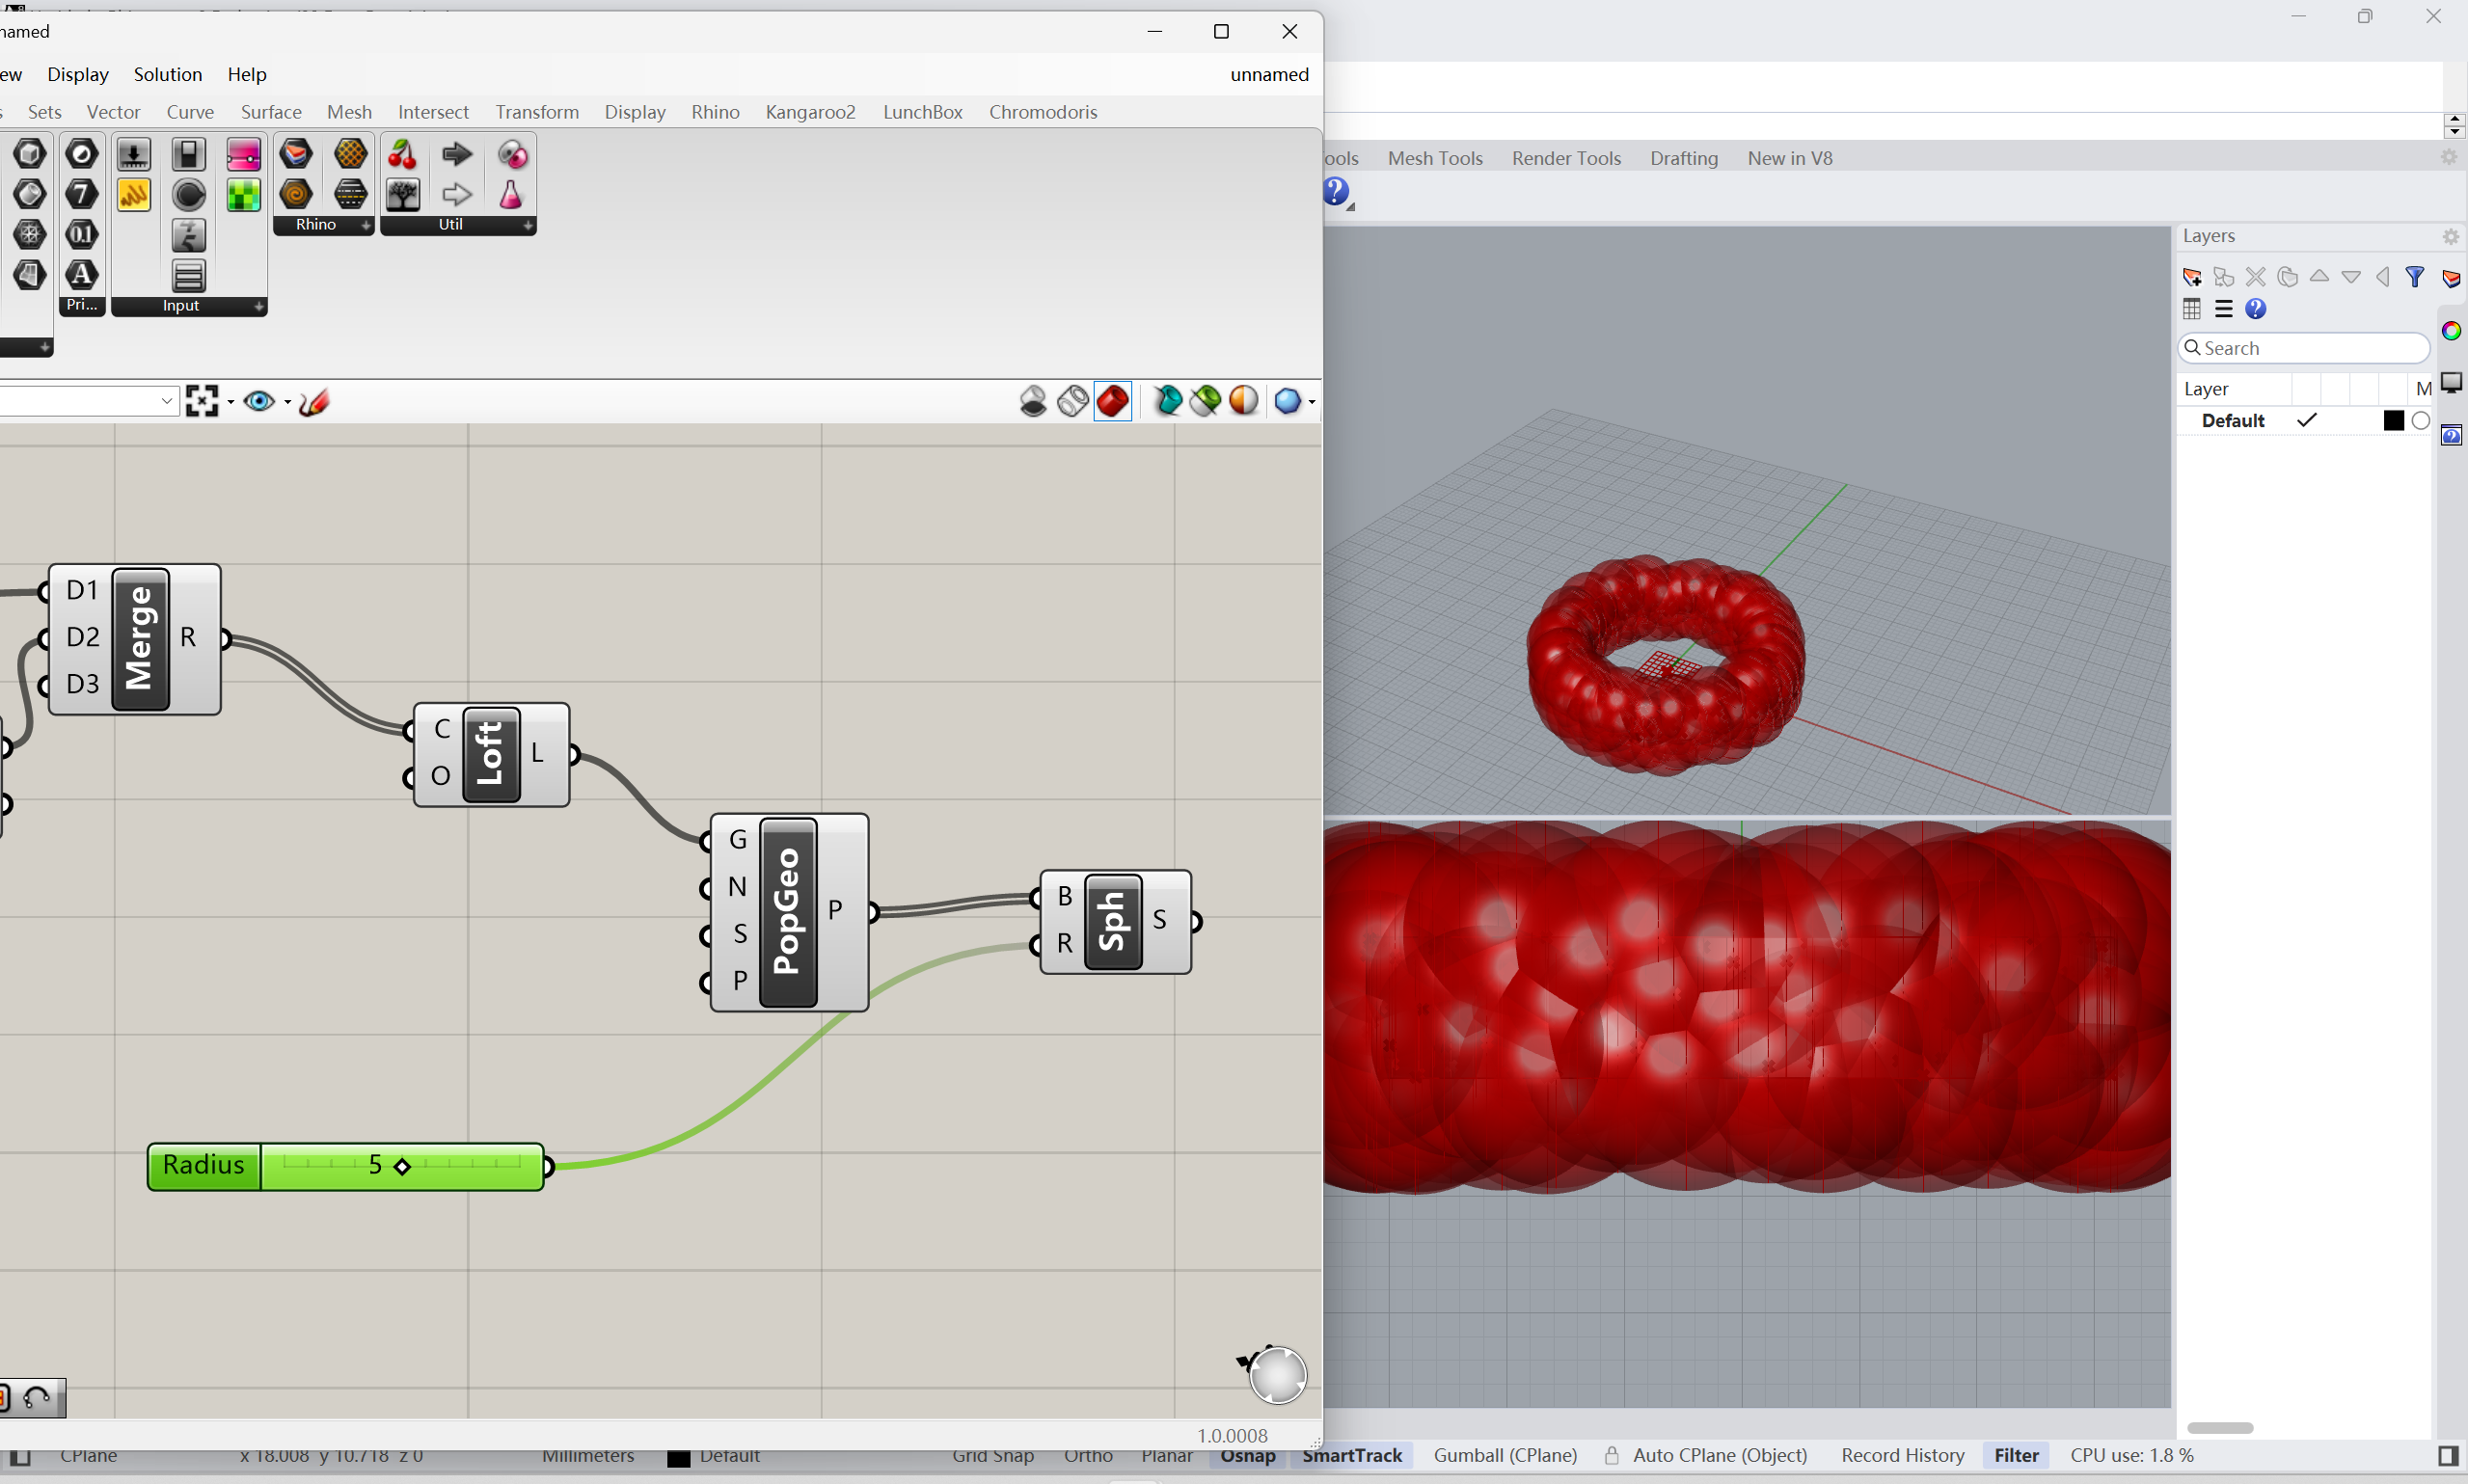 named
ew Display Solution Help
unnamed
s Sets Vector Curve Surface Mesh Intersect Transform Display Rhino Kangaroo2 LunchBox Chromodoris
ools Mesh Tools Render Tools Drafting New in V8
Rhino
Util
Pri...
Input
Layers
Search
Layer M
Default
D1
D2
D3
Merge
R
C
O
Loft
L
G
N
S
P
PopGeo
P
B
R
Sph
S
Radius 5
1.0.0008
CPlane x 18.008 y 10.718 z 0 Millimeters Default Grid Snap Ortho Planar Osnap SmartTrack Gumball (CPlane) Auto CPlane (Object) Record History Filter CPU use: 1.8 %